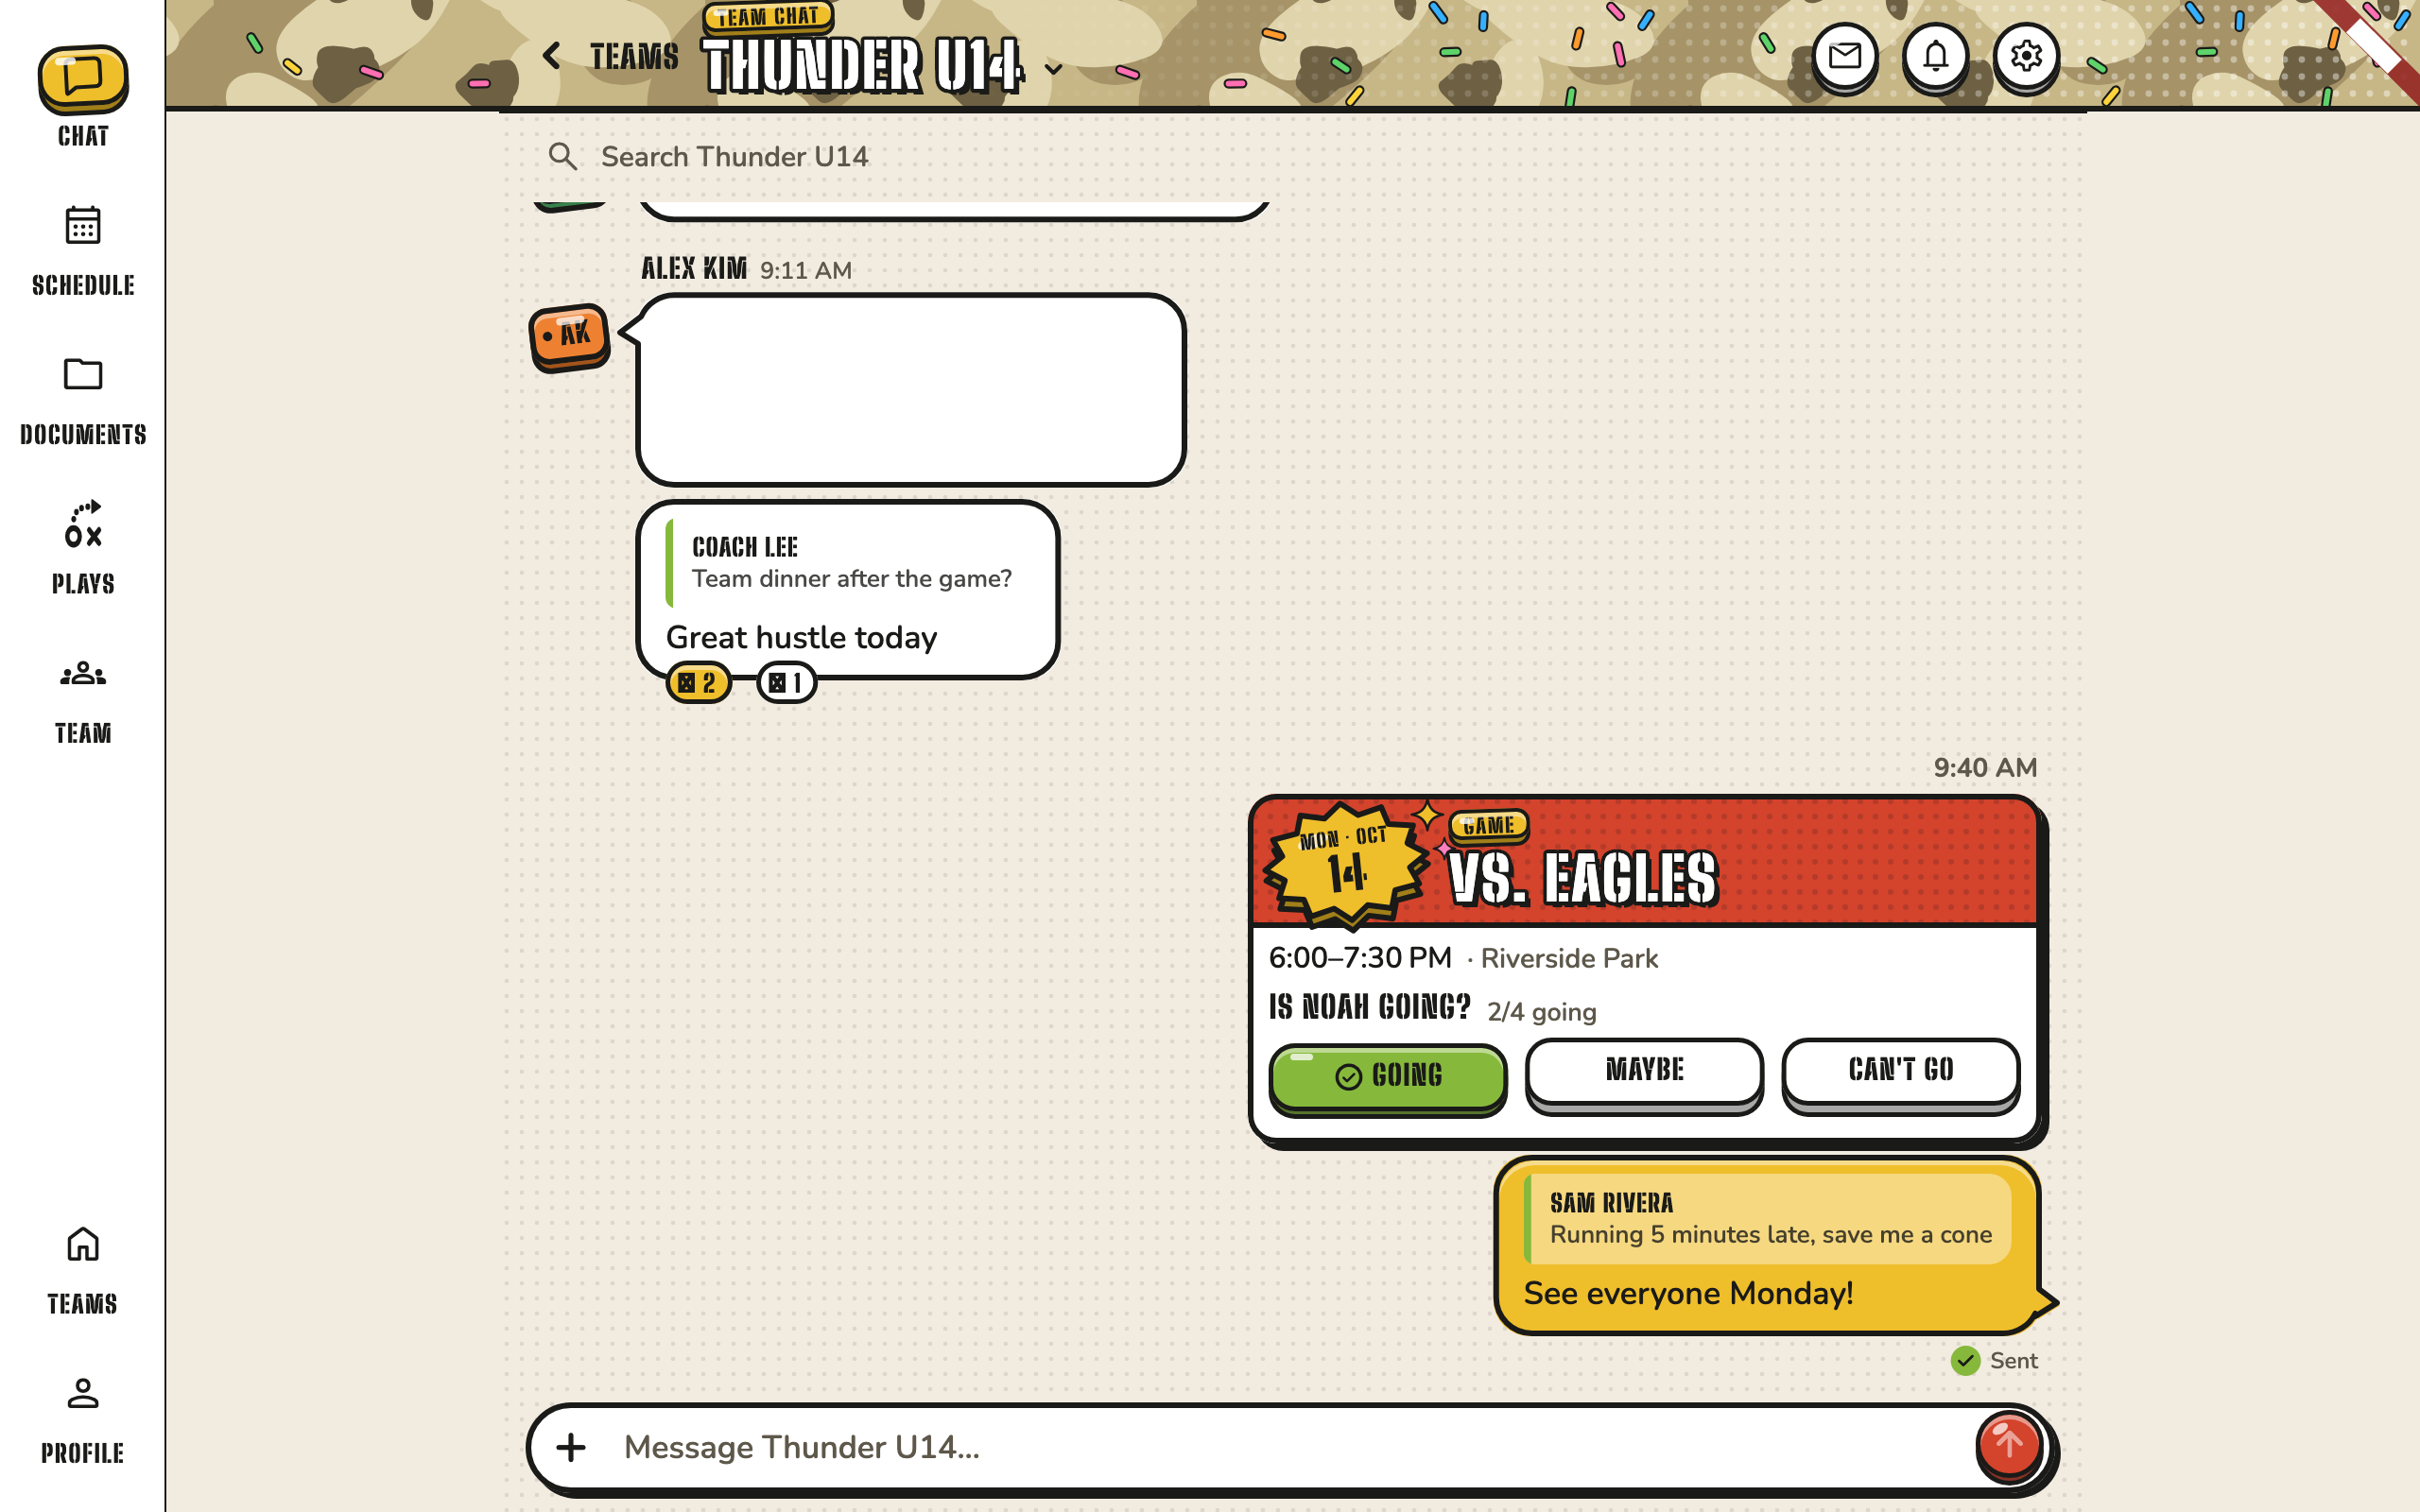 TEAM CHAT
TEAMS
THUNDER U14
CHAT
SCHEDULE
DOCUMENTS
PLAYS
TEAM
TEAMS
PROFILE
Search Thunder U14
ALEX KIM 9:11 AM
AK
COACH LEE
Team dinner after the game?
Great hustle today
2
1
9:40 AM
MON · OCT
14
GAME
VS. EAGLES
6:00–7:30 PM · Riverside Park
IS NOAH GOING? 2/4 going
GOING
MAYBE
CAN'T GO
SAM RIVERA
Running 5 minutes late, save me a cone
See everyone Monday!
Sent
Message Thunder U14...